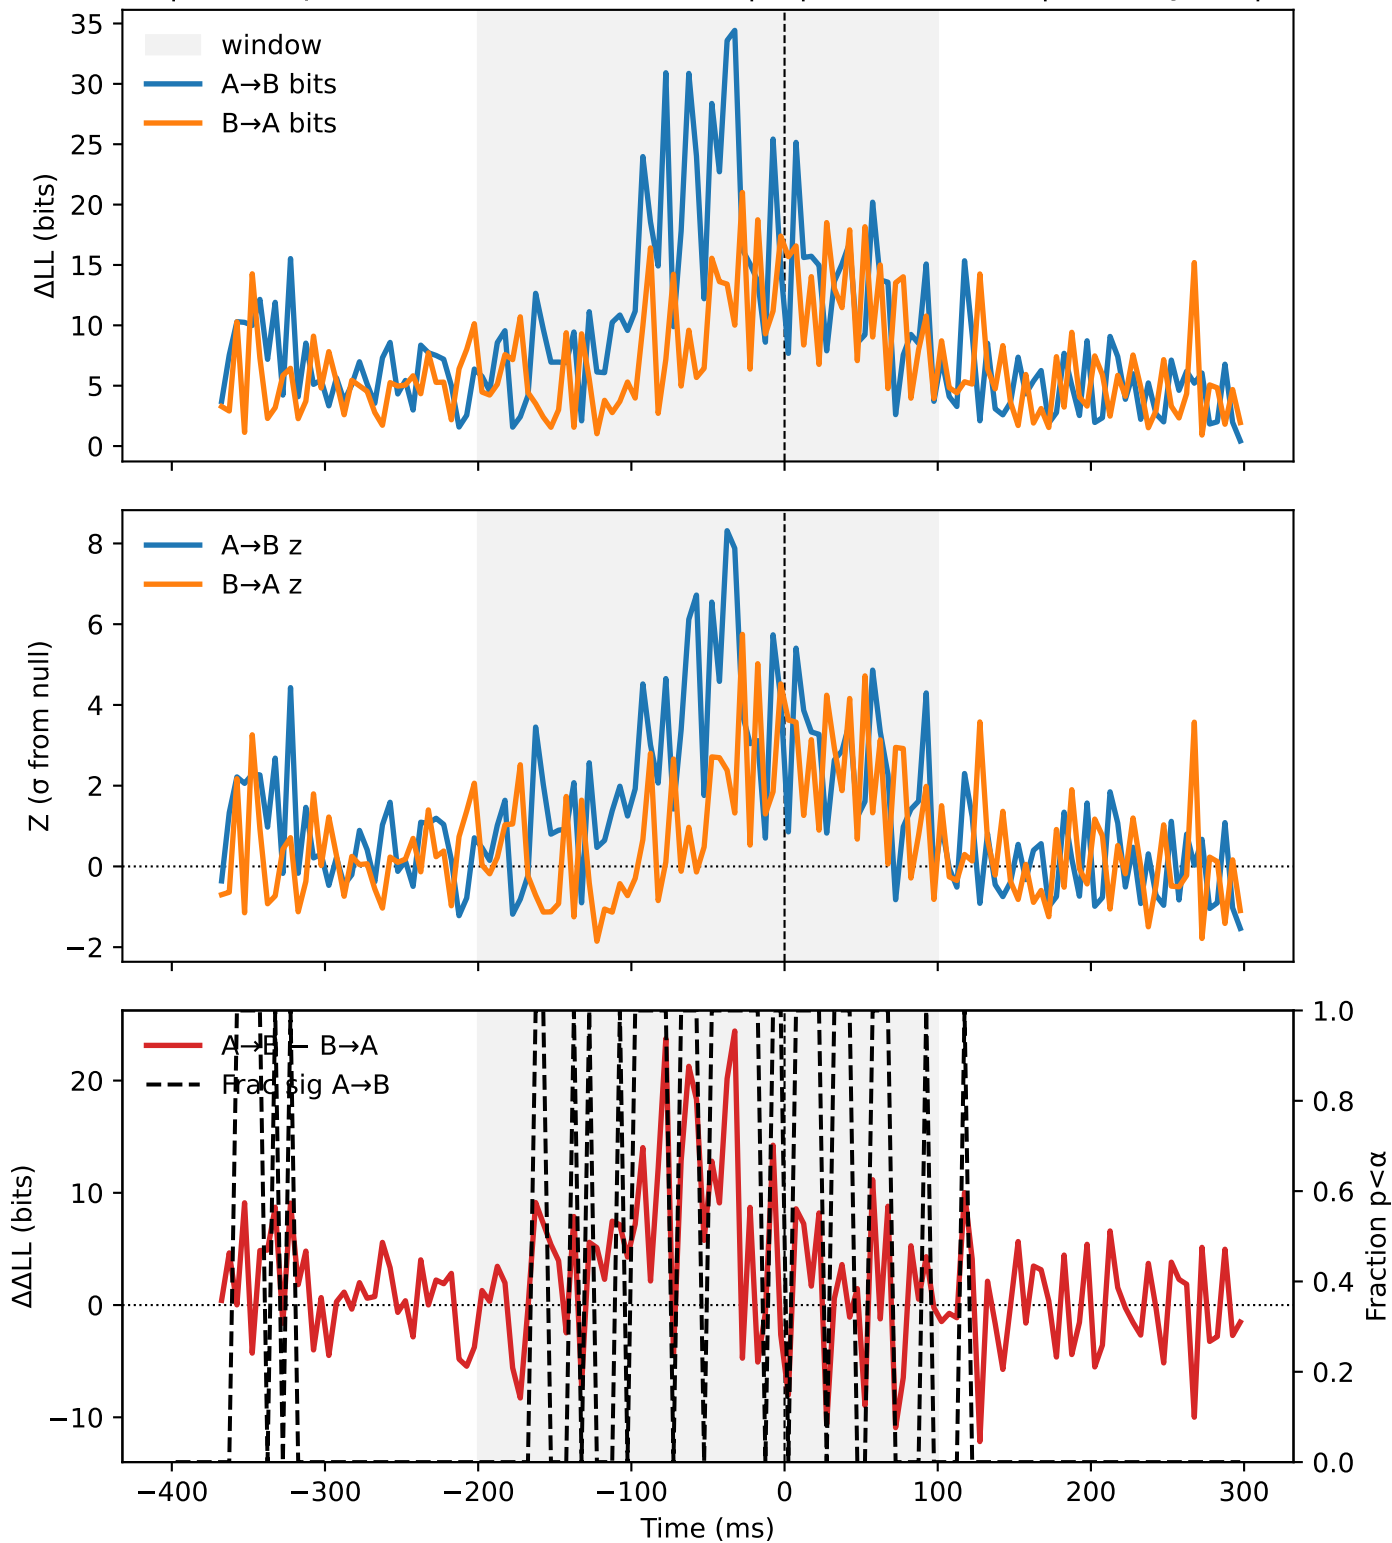 35
30
25
20
15
10
5
0
ΔLL (bits)
window
A→B bits
B→A bits
8
6
4
2
0
−2
Z (σ from null)
A→B z
B→A z
20
10
0
−10
ΔΔLL (bits)
A→B − B→A
Frac sig A→B
1.0
0.8
0.6
0.4
0.2
0.0
Fraction p<α
−400 −300 −200 −100 0 100 200 300
Time (ms)